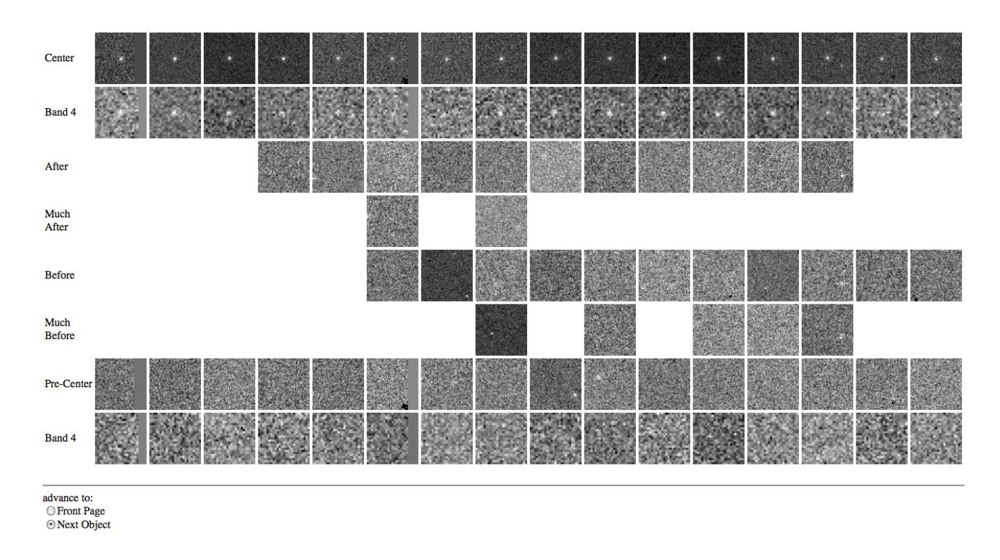 Center
Band 4
After
Much
After
Before
Much
Before
Pre-Center
Band 4
advance to:
Front Page
Next Object